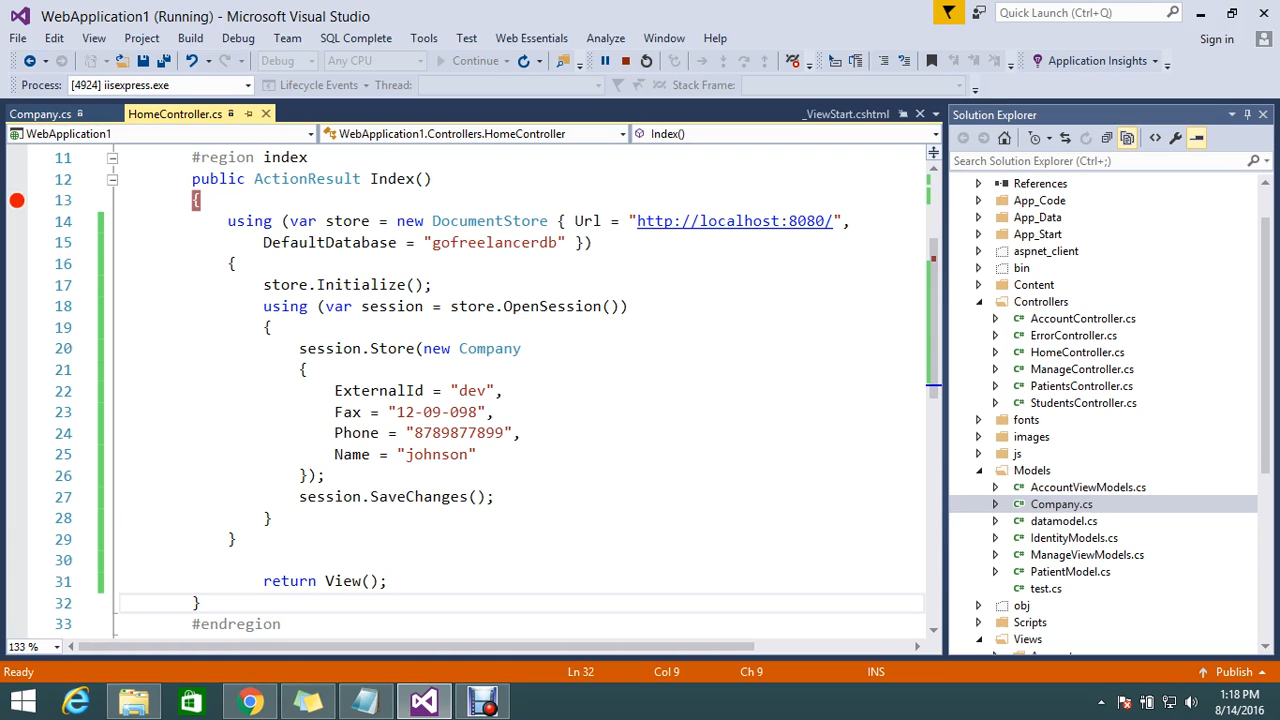 WebApplication1 (Running) - Microsoft Visual Studio
Quick Launch (Ctrl+Q)
File Edit View Project Build Debug Team SQL Complete Tools Test Web Essentials Analyze Window Help
Sign in
Debug Any CPU Continue Application Insights
Process: [4924] iisexpress.exe Lifecycle Events Thread: Stack Frame:
Company.cs HomeController.cs _ViewStart.cshtml
Solution Explorer
WebApplication1 WebApplication1.Controllers.HomeController Index()
Search Solution Explorer (Ctrl+;)
11 #region index
12 public ActionResult Index()
13 {
14 using (var store = new DocumentStore { Url = "http://localhost:8080/",
15 DefaultDatabase = "gofreelancerdb" })
16 {
17 store.Initialize();
18 using (var session = store.OpenSession())
19 {
20 session.Store(new Company
21 {
22 ExternalId = "dev",
23 Fax = "12-09-098",
24 Phone = "8789877899",
25 Name = "johnson"
26 });
27 session.SaveChanges();
28 }
29 }
30
31 return View();
32 }
33 #endregion
References
App_Code
App_Data
App_Start
aspnet_client
bin
Content
Controllers
AccountController.cs
ErrorController.cs
HomeController.cs
ManageController.cs
PatientsController.cs
StudentsController.cs
fonts
images
js
Models
AccountViewModels.cs
Company.cs
datamodel.cs
IdentityModels.cs
ManageViewModels.cs
PatientModel.cs
test.cs
obj
Scripts
Views
133 %
Ready Ln 32 Col 9 Ch 9 INS Publish
1:18 PM
8/14/2016